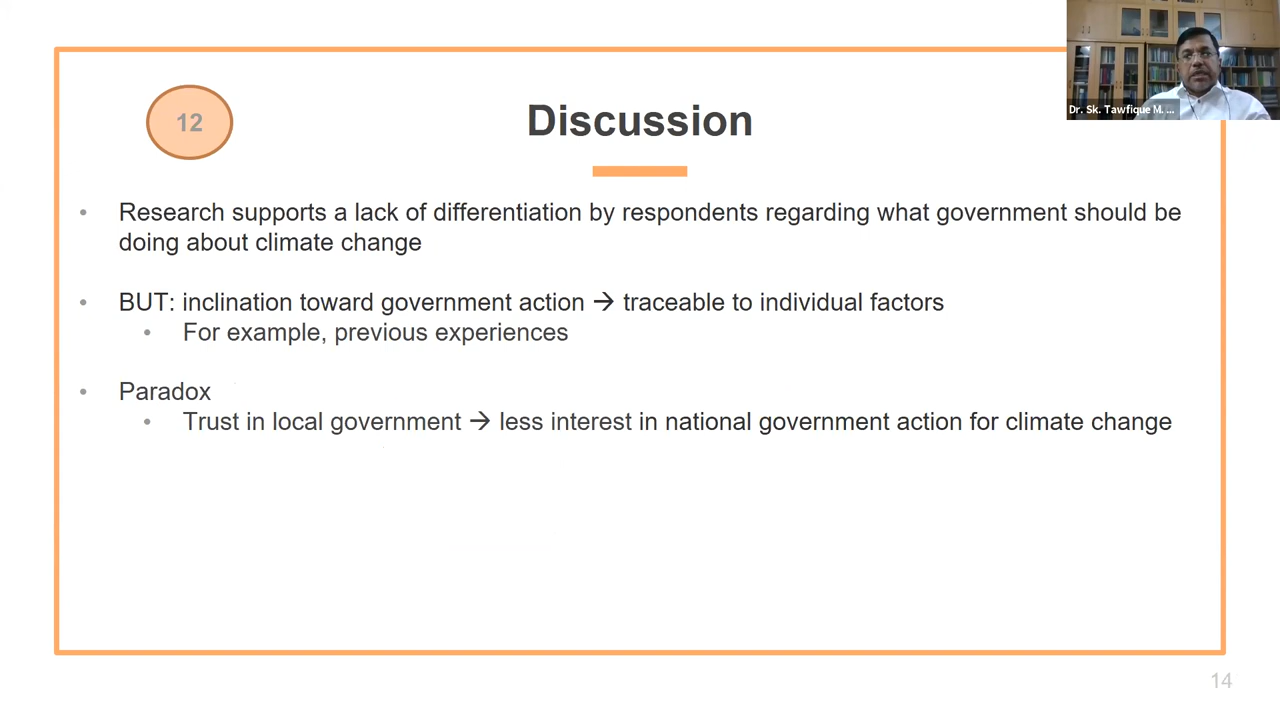 12
Discussion
Dr. Sk. Tawfique M. ...
• Research supports a lack of differentiation by respondents regarding what government should be
doing about climate change
• BUT: inclination toward government action → traceable to individual factors
• For example, previous experiences
• Paradox
• Trust in local government → less interest in national government action for climate change
14